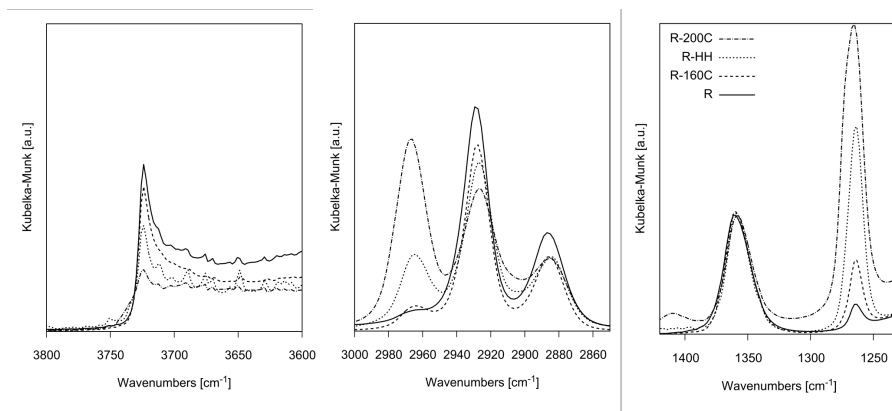 Kubelka-Munk [a.u.]
3800 3750 3700 3650 3600
Wavenumbers [cm-1]
Kubelka-Munk [a.u.]
3000 2980 2960 2940 2920 2900 2880 2860
Wavenumbers [cm-1]
Kubelka-Munk [a.u.]
R-200C
R-HH
R-160C
R
1400 1350 1300 1250
Wavenumbers [cm-1]